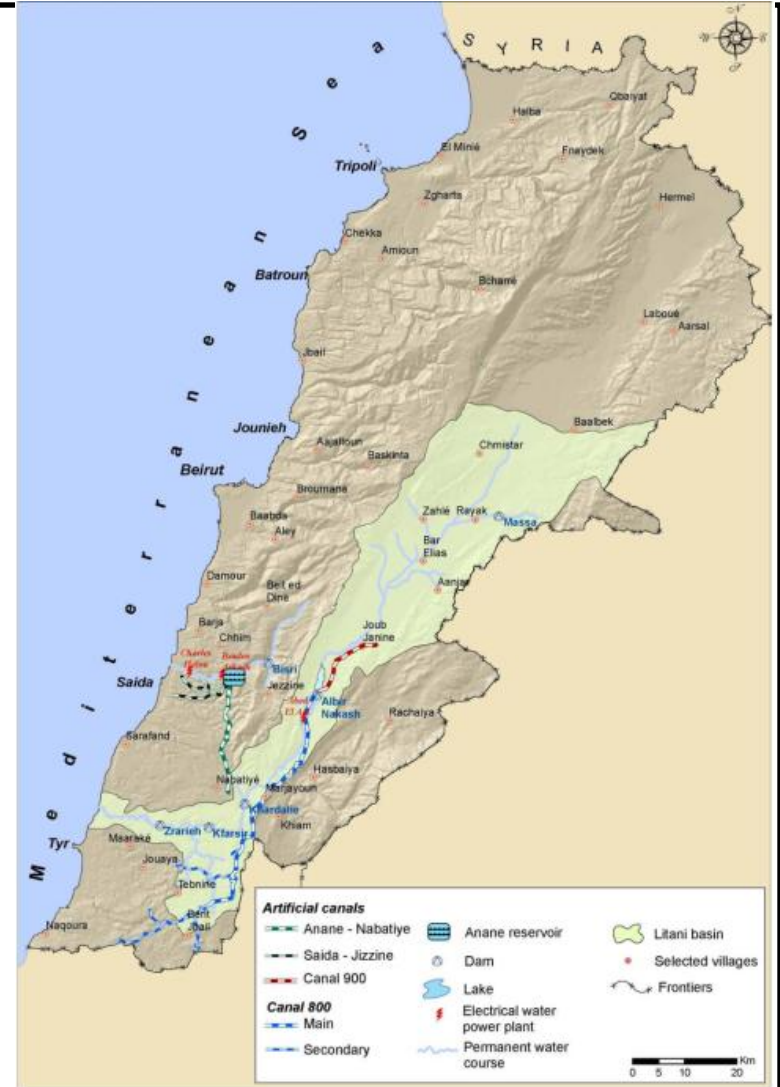 SYRIA
Mediterranean Sea
Qbaiyat
Halba
El Minié
Fnaydek
Tripoli
Zgharta
Hermel
Chekka
Amioun
Batroun
Bcharré
Laboué
Aarsal
Jbail
Jounieh
Baalbek
Aajaltoun
Chmistar
Baskinta
Beirut
Broumana
Zahlé
Rayak
Massa
Baabda
Aley
Bar
Elias
Damour
Beit ed
Dine
Aanjar
Barja
Chhim
Joub
Janine
Charles
Bisri
Saida
Jezzine
Albir
Nakash
Rachaiya
Sarafand
Hasbaiya
Nabatiyé
Marjayoun
Khardalie
Khiam
Zrarieh
Kfarsir
Tyr
Maaraké
Jouaya
Tebnine
Bent
Jbail
Naqoura
Artificial canals
Anane - Nabatiye
Saida - Jizzine
Canal 900
Canal 800
Main
Secondary
Anane reservoir
Dam
Lake
Electrical water
power plant
Permanent water
course
Litani basin
Selected villages
Frontiers
Km
0 5 10 20